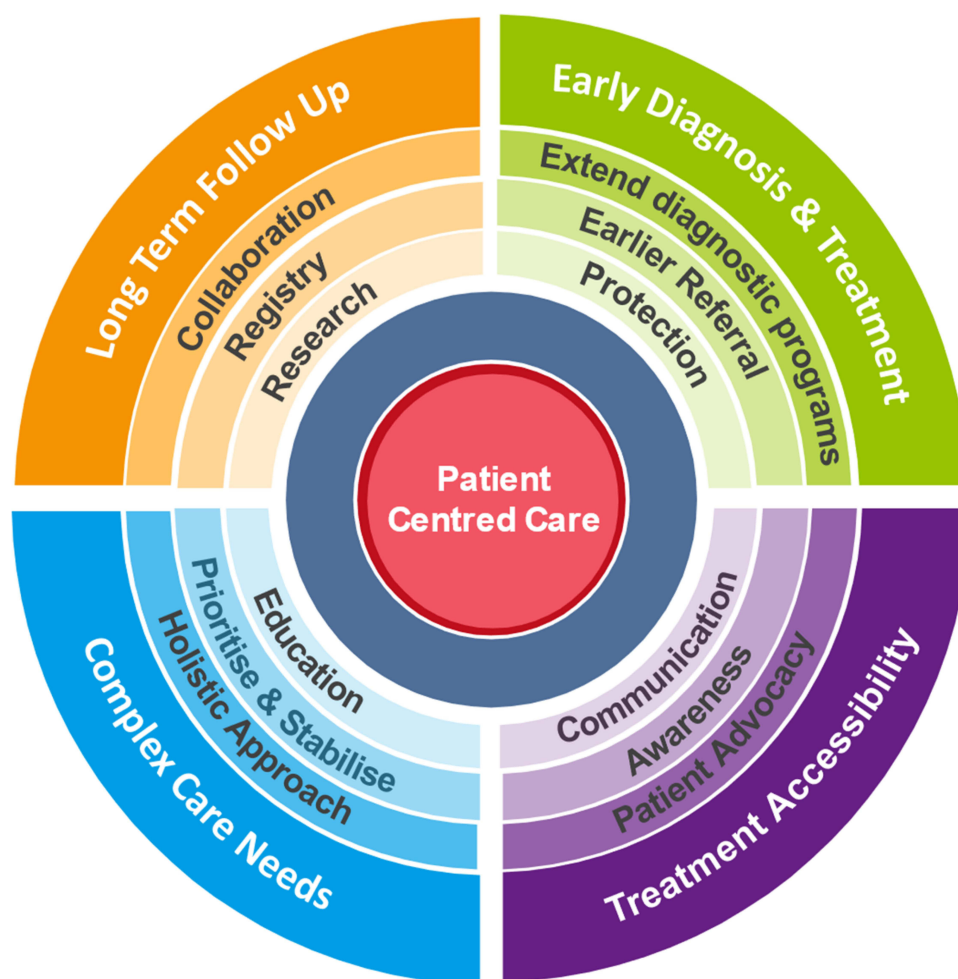 Long Term Follow Up
Collaboration
Registry
Research
Early Diagnosis & Treatment
Extend diagnostic programs
Earlier Referral
Protection
Patient
Centred Care
Education
Prioritise & Stabilise
Holistic Approach
Complex Care Needs
Communication
Awareness
Patient Advocacy
Treatment Accessibility